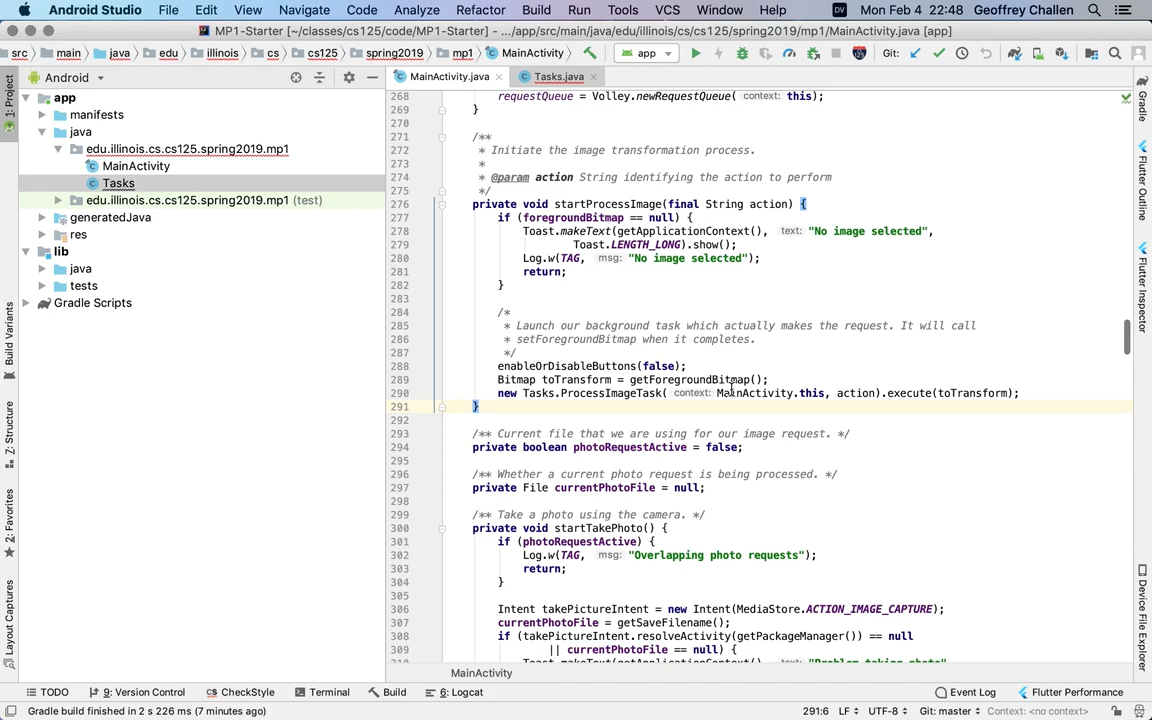 Android Studio File Edit View Navigate Code Analyze Refactor Build Run Tools VCS Window Help DV Mon Feb 4 22:48 Geoffrey Challen
MP1-Starter [~/classes/cs125/code/MP1-Starter] - .../app/src/main/java/edu/illinois/cs/cs125/spring2019/mp1/MainActivity.java [app]
src main java edu illinois cs cs125 spring2019 mp1 MainActivity app Git:
Android
MainActivity.java Tasks.java
1: Project
Build Variants
Z: Structure
2: Favorites
Layout Captures
app
manifests
java
edu.illinois.cs.cs125.spring2019.mp1
MainActivity
Tasks
edu.illinois.cs.cs125.spring2019.mp1 (test)
generatedJava
res
lib
java
tests
Gradle Scripts
268 requestQueue = Volley.newRequestQueue( context: this);
269 }
270
271 /**
272 * Initiate the image transformation process.
273 *
274 * @param action String identifying the action to perform
275 */
276 private void startProcessImage(final String action) {
277 if (foregroundBitmap == null) {
278 Toast.makeText(getApplicationContext(), text: "No image selected",
279 Toast.LENGTH_LONG).show();
280 Log.w(TAG, msg: "No image selected");
281 return;
282 }
283
284 /*
285 * Launch our background task which actually makes the request. It will call
286 * setForegroundBitmap when it completes.
287 */
288 enableOrDisableButtons(false);
289 Bitmap toTransform = getForegroundBitmap();
290 new Tasks.ProcessImageTask( context: MainActivity.this, action).execute(toTransform);
291 }
292
293 /** Current file that we are using for our image request. */
294 private boolean photoRequestActive = false;
295
296 /** Whether a current photo request is being processed. */
297 private File currentPhotoFile = null;
298
299 /** Take a photo using the camera. */
300 private void startTakePhoto() {
301 if (photoRequestActive) {
302 Log.w(TAG, msg: "Overlapping photo requests");
303 return;
304 }
305
306 Intent takePictureIntent = new Intent(MediaStore.ACTION_IMAGE_CAPTURE);
307 currentPhotoFile = getSaveFilename();
308 if (takePictureIntent.resolveActivity(getPackageManager()) == null
309 || currentPhotoFile == null) {
310 Toast.makeText(getApplicationContext(), text: "Problem taking photo"
Gradle
Flutter Outline
Flutter Inspector
Device File Explorer
MainActivity
TODO 9: Version Control CheckStyle Terminal Build 6: Logcat Event Log Flutter Performance
Gradle build finished in 2 s 226 ms (7 minutes ago) 291:6 LF UTF-8 Git: master Context: <no context>